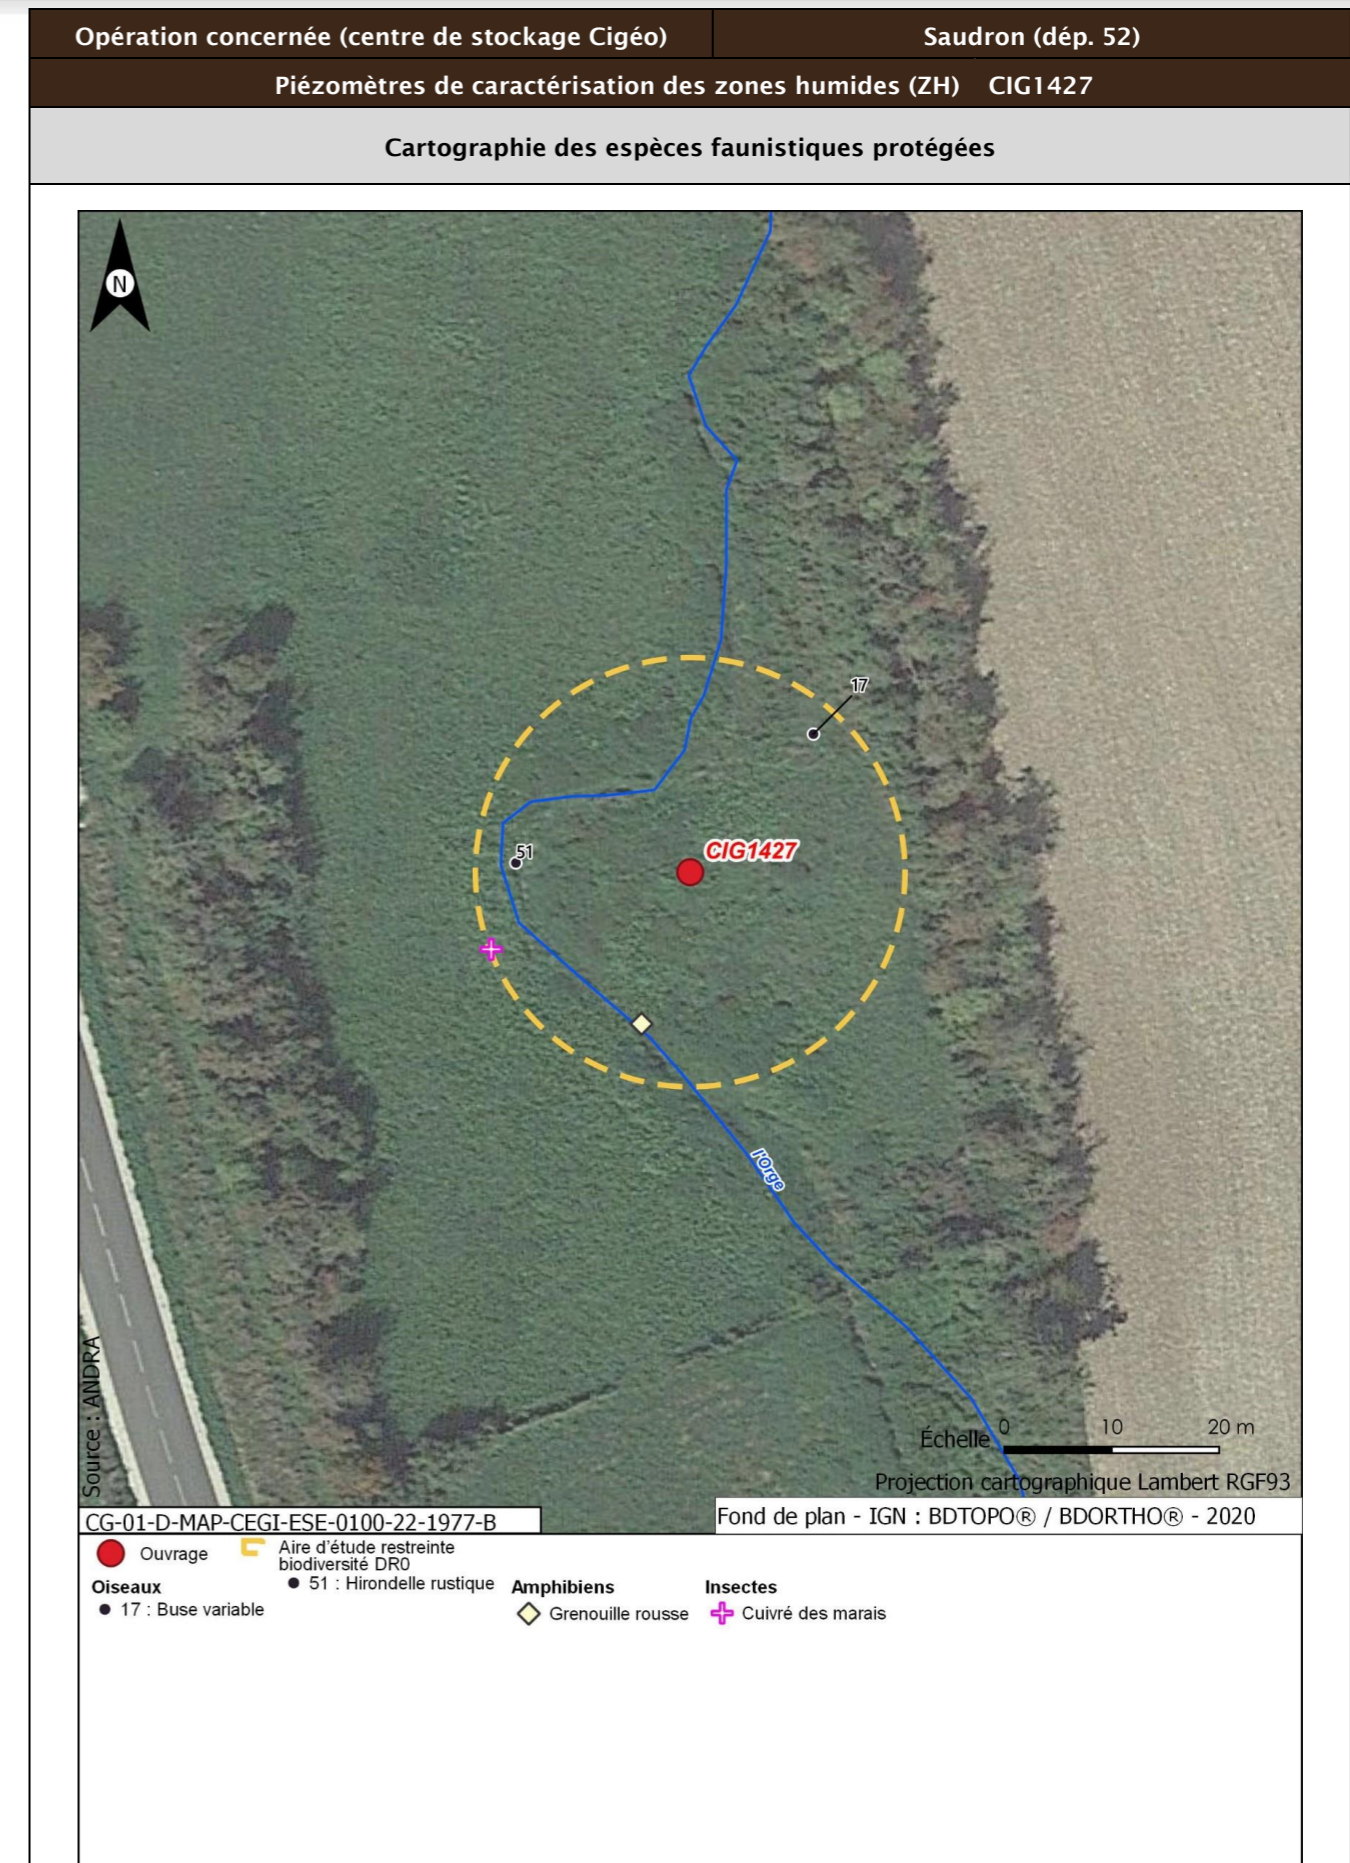 Opération concernée (centre de stockage Cigéo) Saudron (dép. 52)
Piézomètres de caractérisation des zones humides (ZH) CIG1427
Cartographie des espèces faunistiques protégées
N
17
51
CIG1427
l'Orge
Source : ANDRA
Échelle 0 10 20 m
Projection cartographique Lambert RGF93
CG-01-D-MAP-CEGI-ESE-0100-22-1977-B
Fond de plan - IGN : BDTOPO® / BDORTHO® - 2020
Ouvrage
Aire d'étude restreinte
biodiversité DR0
Oiseaux
17 : Buse variable
51 : Hirondelle rustique
Amphibiens
Grenouille rousse
Insectes
Cuivré des marais